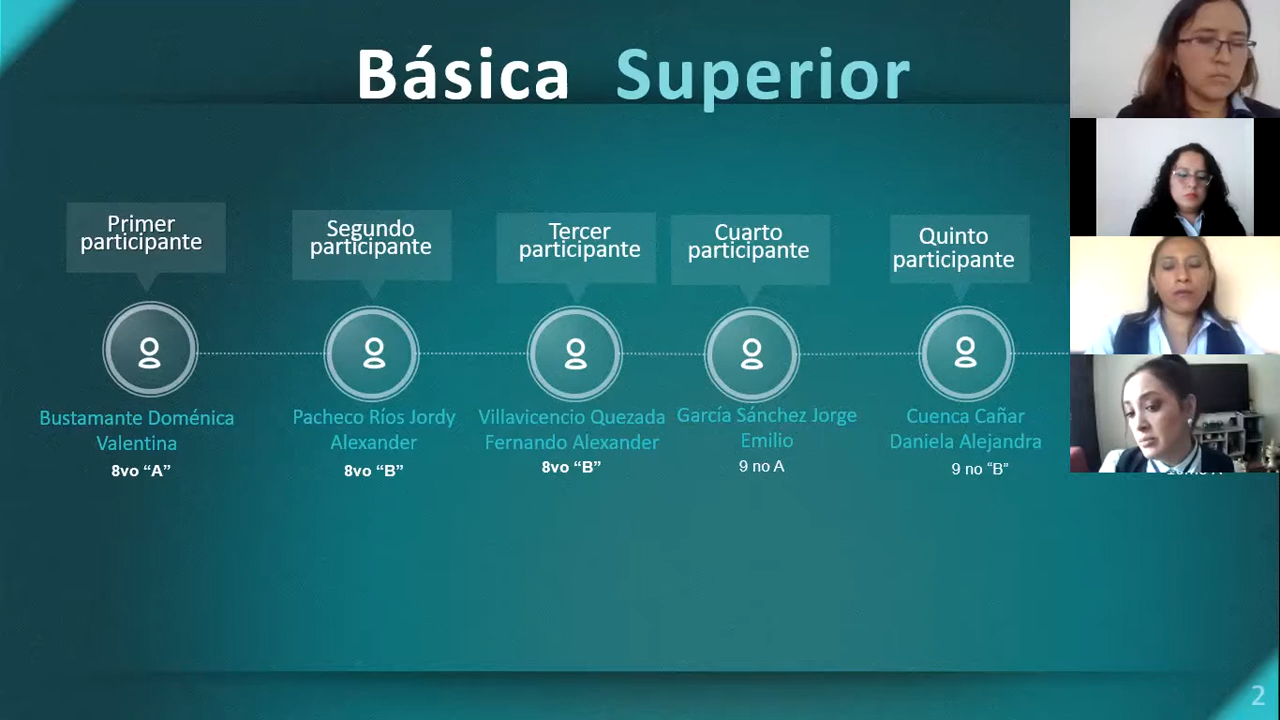 Básica Superior
Primer
participante
Segundo
participante
Tercer
participante
Cuarto
participante
Quinto
participante
Bustamante Doménica
Valentina
8vo “A”
Pacheco Ríos Jordy
Alexander
8vo “B”
Villavicencio Quezada
Fernando Alexander
8vo “B”
García Sánchez Jorge
Emilio
9 no A
Cuenca Cañar
Daniela Alejandra
9 no “B”
2